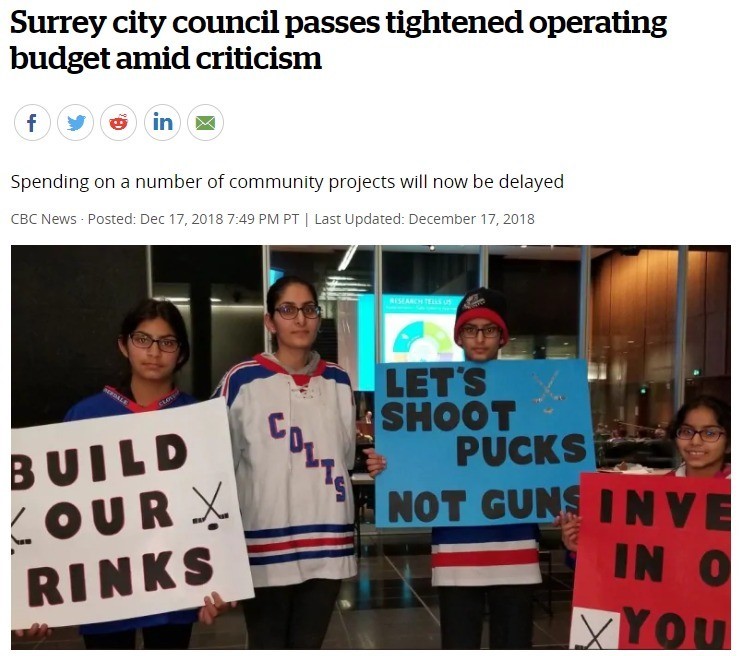 Surrey city council passes tightened operating
budget amid criticism
Spending on a number of community projects will now be delayed
CBC News · Posted: Dec 17, 2018 7:49 PM PT | Last Updated: December 17, 2018
RESEARCH TELLS US
COLTS
BUILD
OUR
RINKS
LET'S
SHOOT
PUCKS
NOT GUNS
INVE
IN O
YOU